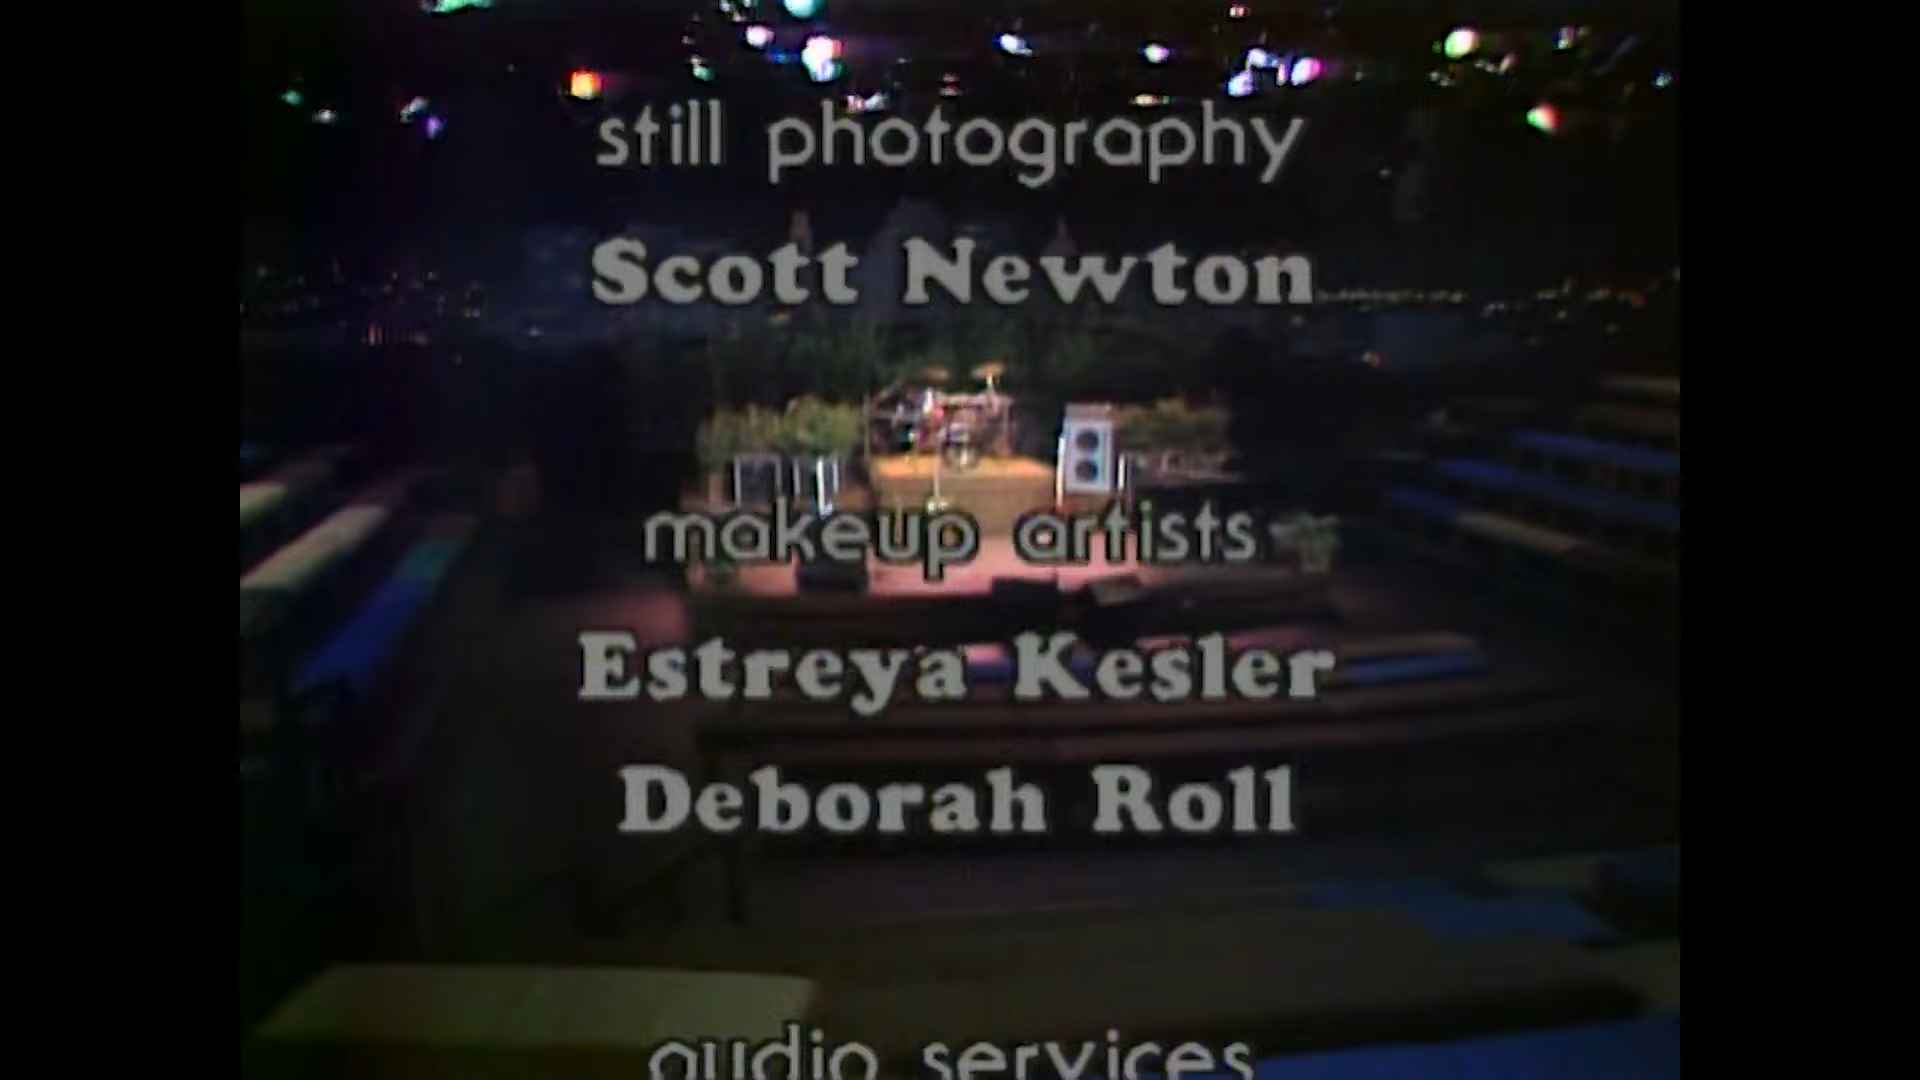 still photography
Scott Newton
makeup artists
Estreya Kesler
Deborah Roll
audio services